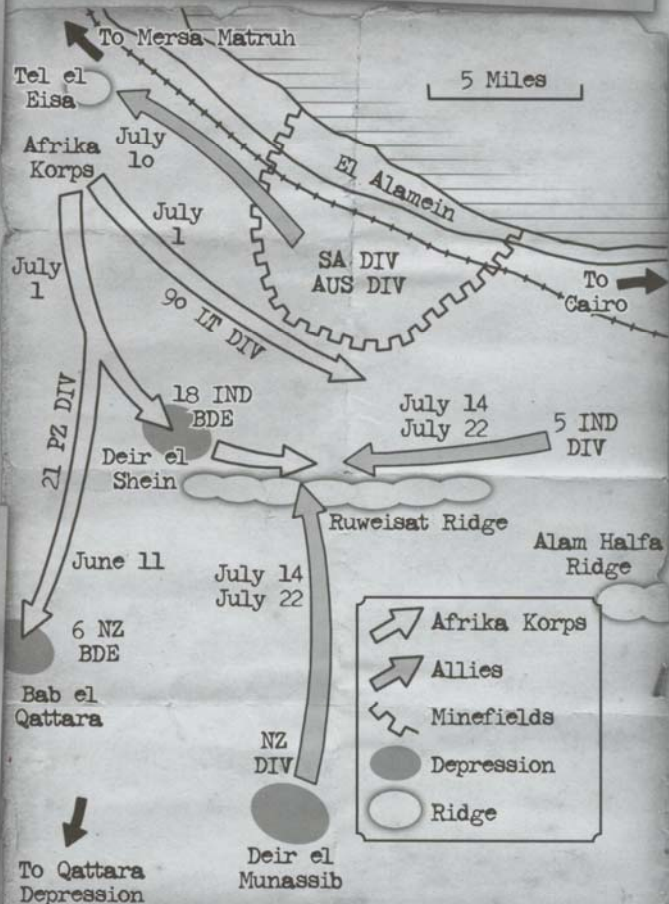 To Mersa Matruh
Tel el
Eisa
5 Miles
Afrika
Korps
July
10
El Alamein
July
1
SA DIV
AUS DIV
July
1
To
Cairo
90 LT DIV
18 IND
BDE
July 14
July 22
5 IND
DIV
21 PZ DIV
Deir el
Shein
Ruweisat Ridge
Alam Halfa
Ridge
June 11
July 14
July 22
6 NZ
BDE
Bab el
Qattara
NZ
DIV
Deir el
Munassib
To Qattara
Depression
Afrika Korps
Allies
Minefields
Depression
Ridge